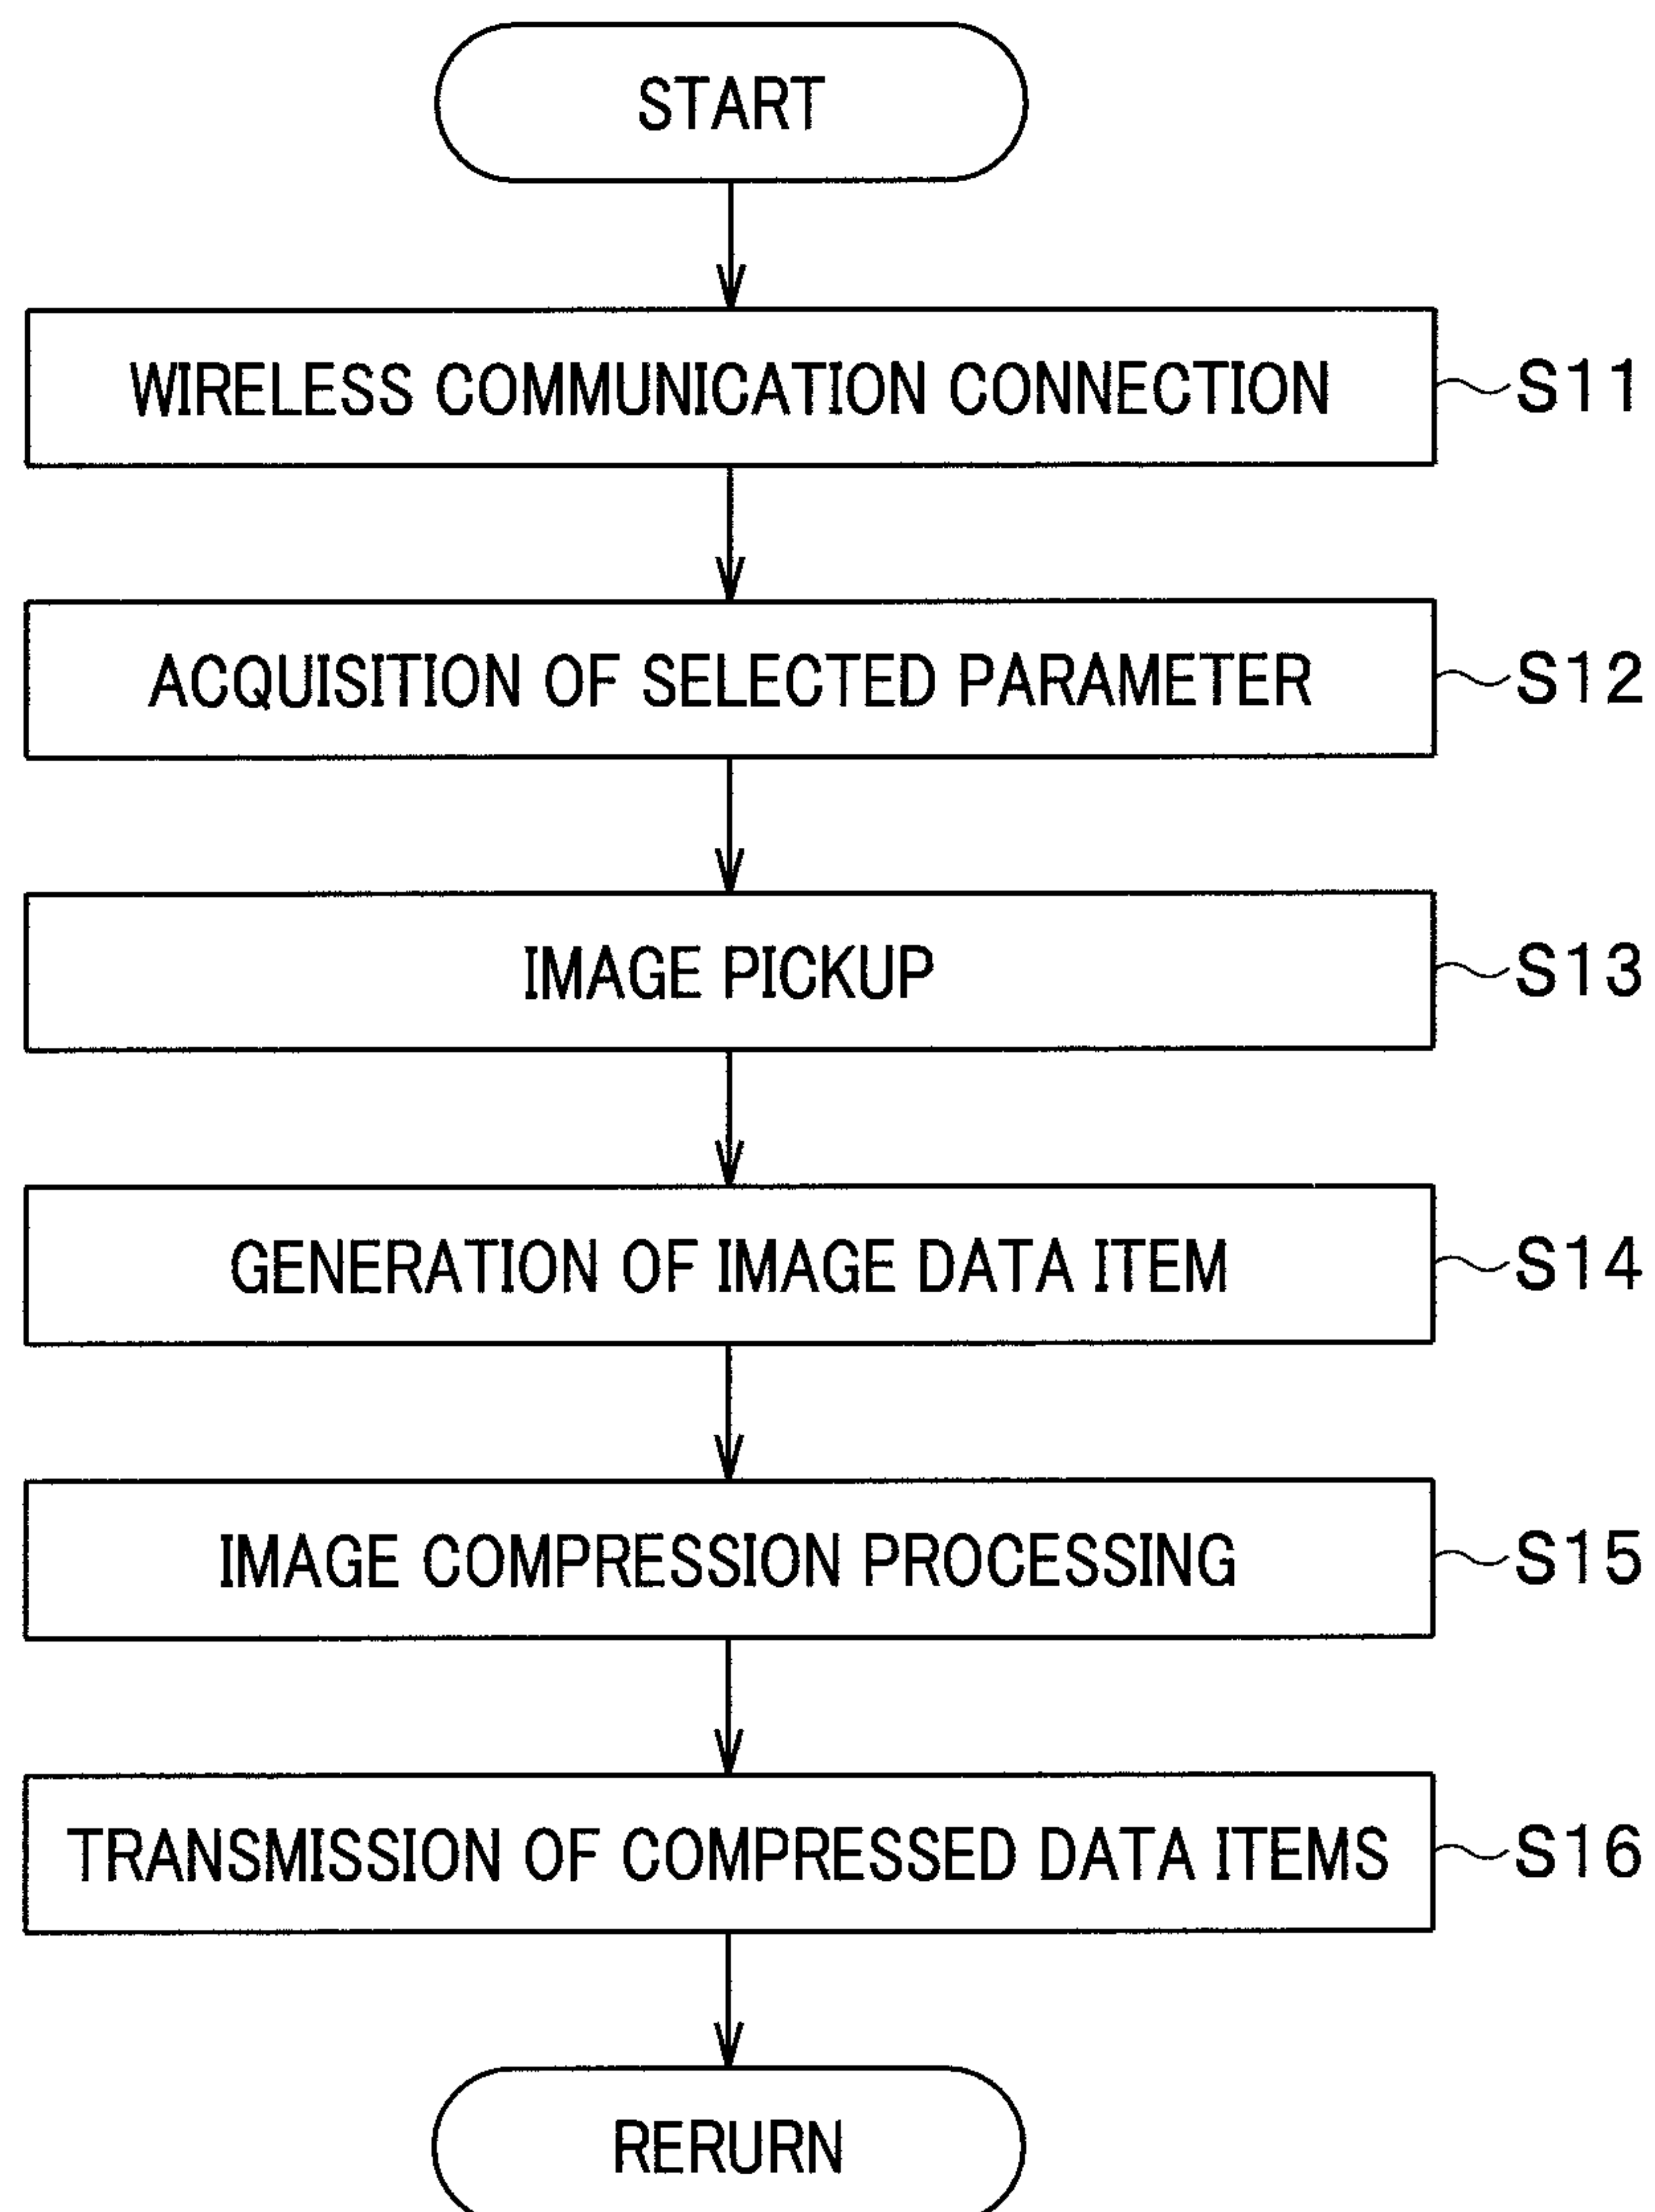 START
WIRELESS COMMUNICATION CONNECTION S11
ACQUISITION OF SELECTED PARAMETER S12
IMAGE PICKUP S13
GENERATION OF IMAGE DATA ITEM S14
IMAGE COMPRESSION PROCESSING S15
TRANSMISSION OF COMPRESSED DATA ITEMS S16
RERURN